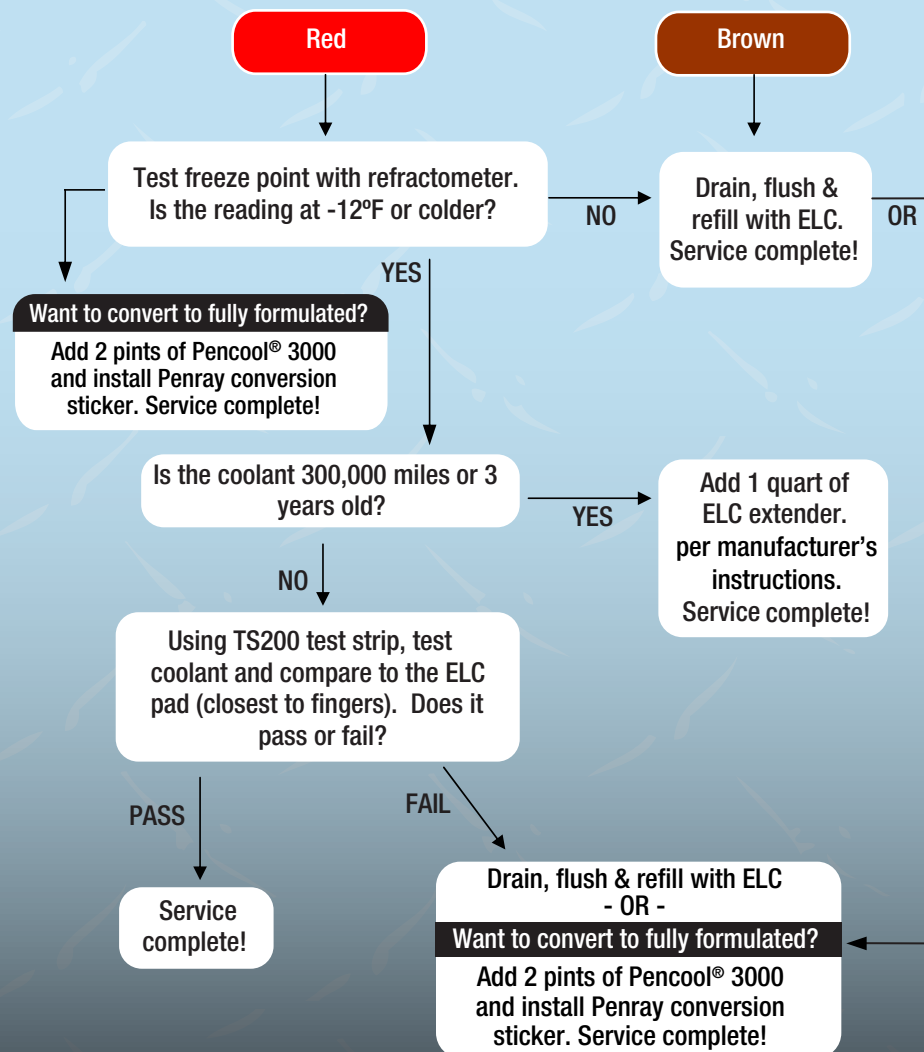 Red
Brown
Test freeze point with refractometer.
Is the reading at -12ºF or colder?
NO
Drain, flush &
refill with ELC.
Service complete!
OR
YES
Want to convert to fully formulated?
Add 2 pints of Pencool® 3000
and install Penray conversion
sticker. Service complete!
Is the coolant 300,000 miles or 3
years old?
YES
Add 1 quart of
ELC extender.
per manufacturer’s
instructions.
Service complete!
NO
Using TS200 test strip, test
coolant and compare to the ELC
pad (closest to fingers). Does it
pass or fail?
PASS
FAIL
Service
complete!
Drain, flush & refill with ELC
- OR -
Want to convert to fully formulated?
Add 2 pints of Pencool® 3000
and install Penray conversion
sticker. Service complete!